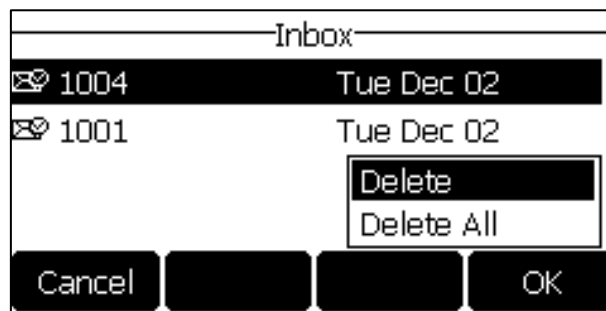 Inbox
1004 Tue Dec 02
1001 Tue Dec 02
Delete
Delete All
Cancel OK